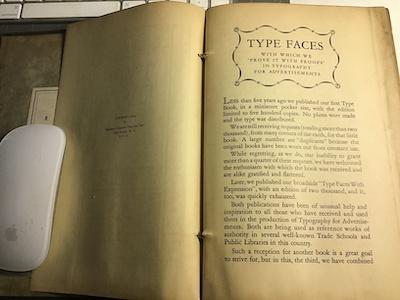 TYPE FACES
WITH WHICH WE
'PROVE IT WITH PROOFS'
IN TYPOGRAPHY
FOR ADVERTISEMENTS
Less than five years ago we published our first Type
Book, in a miniature pocket size, with the edition
limited to five hundred copies. No plans were made
and the type was distributed.
We are still receiving requests (totaling more than two
thousand), from many corners of the earth, for that little
book. A large number are "duplicates" because the
original books have been worn out from constant use.
While regretting, as we do, our inability to grant
more than a quarter of these requests, we have welcomed
the enthusiasm with which the book was received and
are alike gratified and flattered.
Later, we published our broadside "Type Faces With
Expression", with an edition of two thousand, and it,
too, was quickly exhausted.
Both publications have been of unusual help and
inspiration to all those who have received and used
them in the production of Typography for Advertise-
ments. Both are being used as reference works of
authority in several well-known Trade Schools and
Public Libraries in this country.
Such a reception for another book is a great goal
to strive for, but in this, the third, we have combined